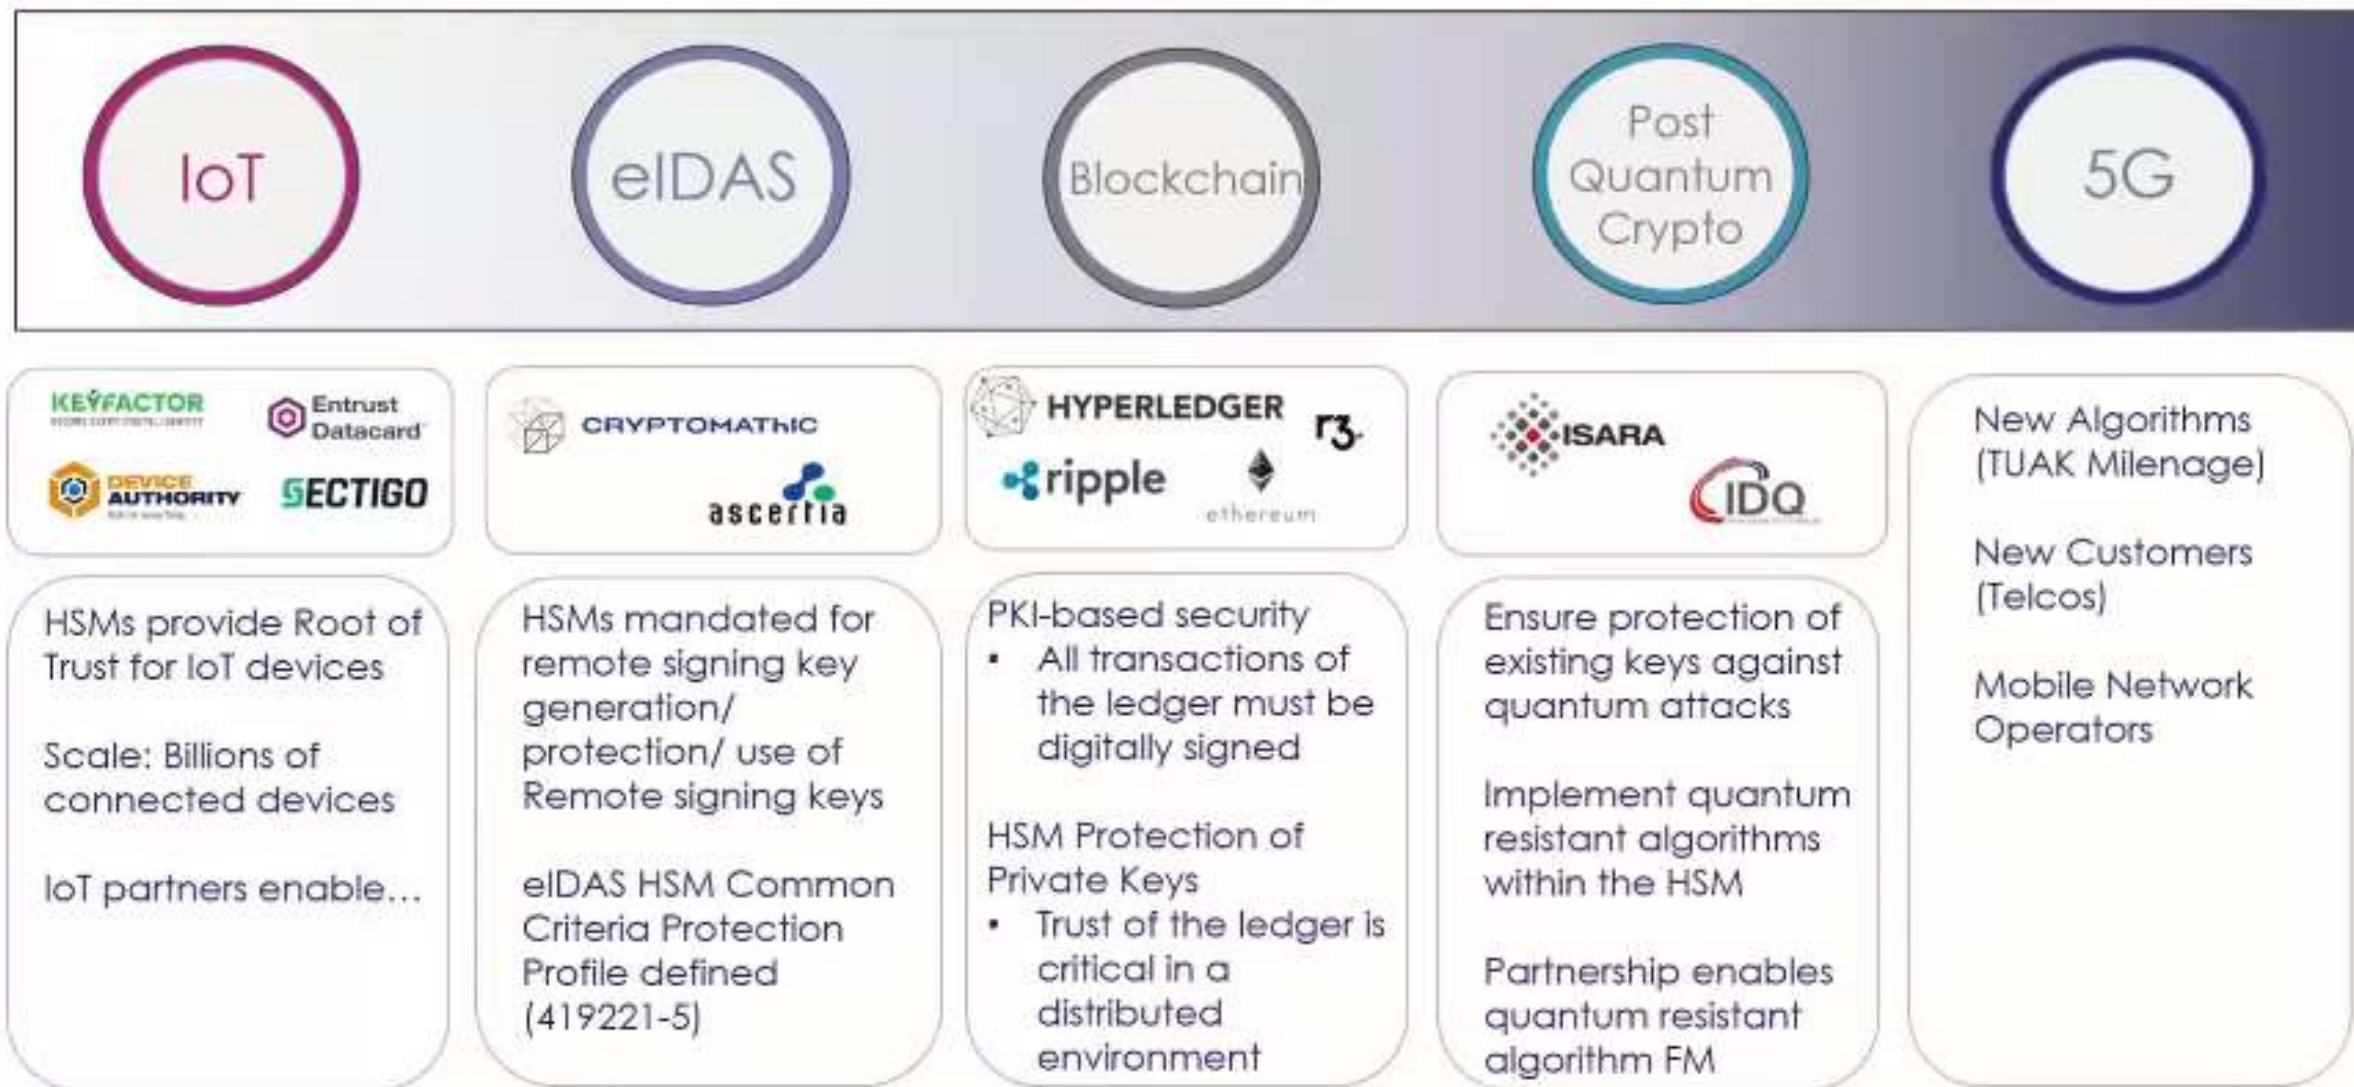 IoT
eIDAS
Blockchain
Post
Quantum
Crypto
5G
KEYFACTOR
Entrust
Datacard
DEVICE
AUTHORITY
SECTIGO
CRYPTOMATHIC
ascertia
HYPERLEDGER
r3.
ripple
ethereum
ISARA
IDQ
HSMs provide Root of
Trust for IoT devices
Scale: Billions of
connected devices
IoT partners enable…
HSMs mandated for
remote signing key
generation/
protection/ use of
Remote signing keys
eIDAS HSM Common
Criteria Protection
Profile defined
(419221-5)
PKI-based security
• All transactions of
the ledger must be
digitally signed
HSM Protection of
Private Keys
• Trust of the ledger is
critical in a
distributed
environment
Ensure protection of
existing keys against
quantum attacks
Implement quantum
resistant algorithms
within the HSM
Partnership enables
quantum resistant
algorithm FM
New Algorithms
(TUAK Milenage)
New Customers
(Telcos)
Mobile Network
Operators